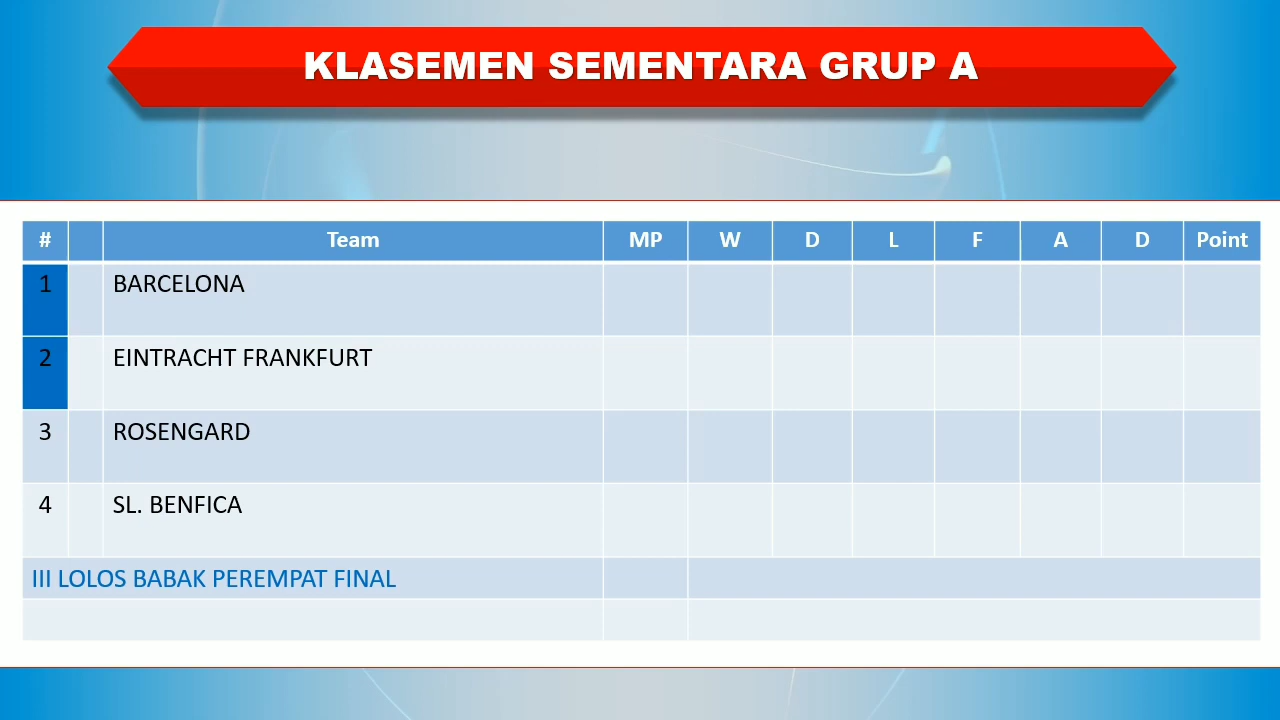 KLASEMEN SEMENTARA GRUP A
# Team MP W D L F A D Point
1 BARCELONA
2 EINTRACHT FRANKFURT
3 ROSENGARD
4 SL. BENFICA
III LOLOS BABAK PEREMPAT FINAL